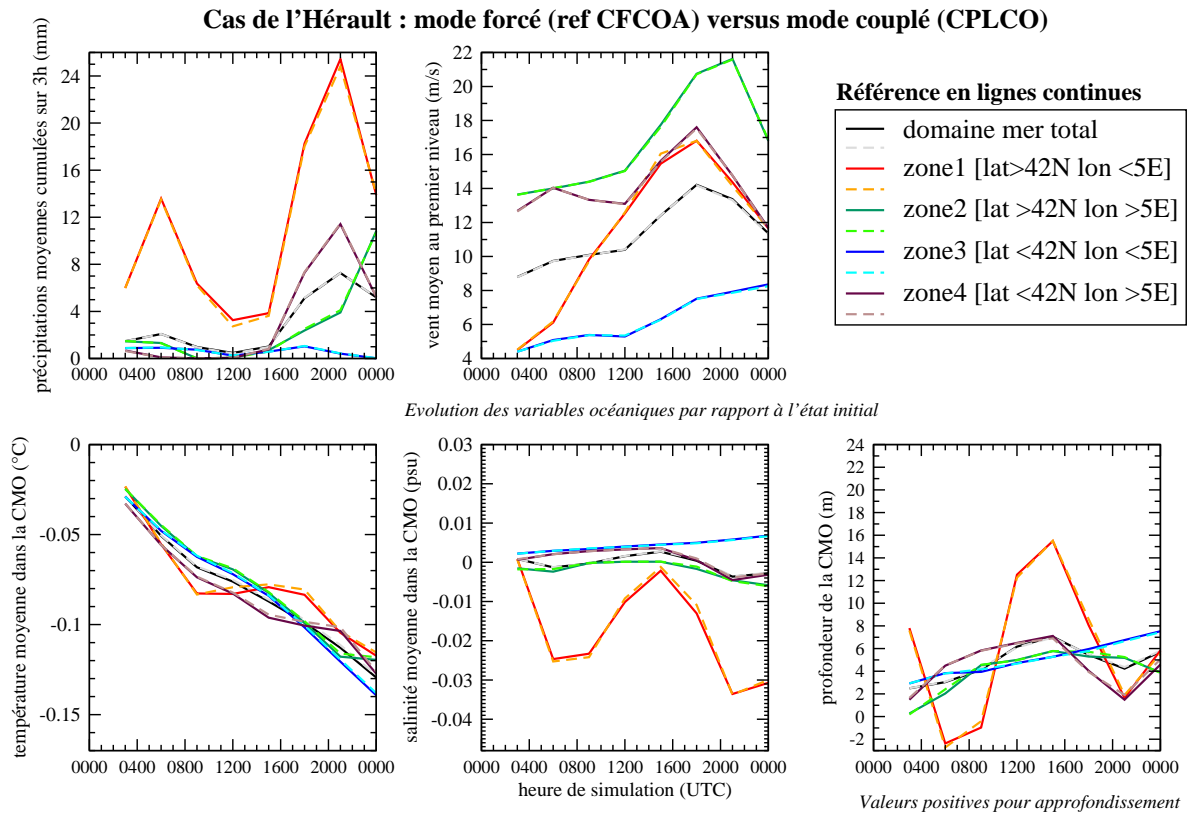 Cas de l'Hérault : mode forcé (ref CFCOA) versus mode couplé (CPLCO)
précipitations moyennes cumulées sur 3h (mm)
24
20
16
12
8
4
0
0000 0400 0800 1200 1600 2000 0000
vent moyen au premier niveau (m/s)
22
20
18
16
14
12
10
8
6
4
0000 0400 0800 1200 1600 2000 0000
Référence en lignes continues
domaine mer total
zone1 [lat>42N lon <5E]
zone2 [lat >42N lon >5E]
zone3 [lat <42N lon <5E]
zone4 [lat <42N lon >5E]
Evolution des variables océaniques par rapport à l'état initial
température moyenne dans la CMO (°C)
0
-0.05
-0.1
-0.15
0000 0400 0800 1200 1600 2000 0000
salinité moyenne dans la CMO (psu)
0.03
0.02
0.01
0
-0.01
-0.02
-0.03
-0.04
0000 0400 0800 1200 1600 2000 0000
heure de simulation (UTC)
profondeur de la CMO (m)
24
22
20
18
16
14
12
10
8
6
4
2
0
-2
0000 0400 0800 1200 1600 2000 0000
Valeurs positives pour approfondissement